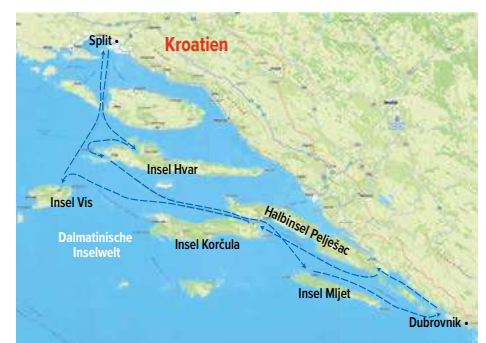 Split
Kroatien
Insel Hvar
Insel Vis
Halbinsel Pelješac
Dalmatinische
Inselwelt
Insel Korčula
Insel Mljet
Dubrovnik